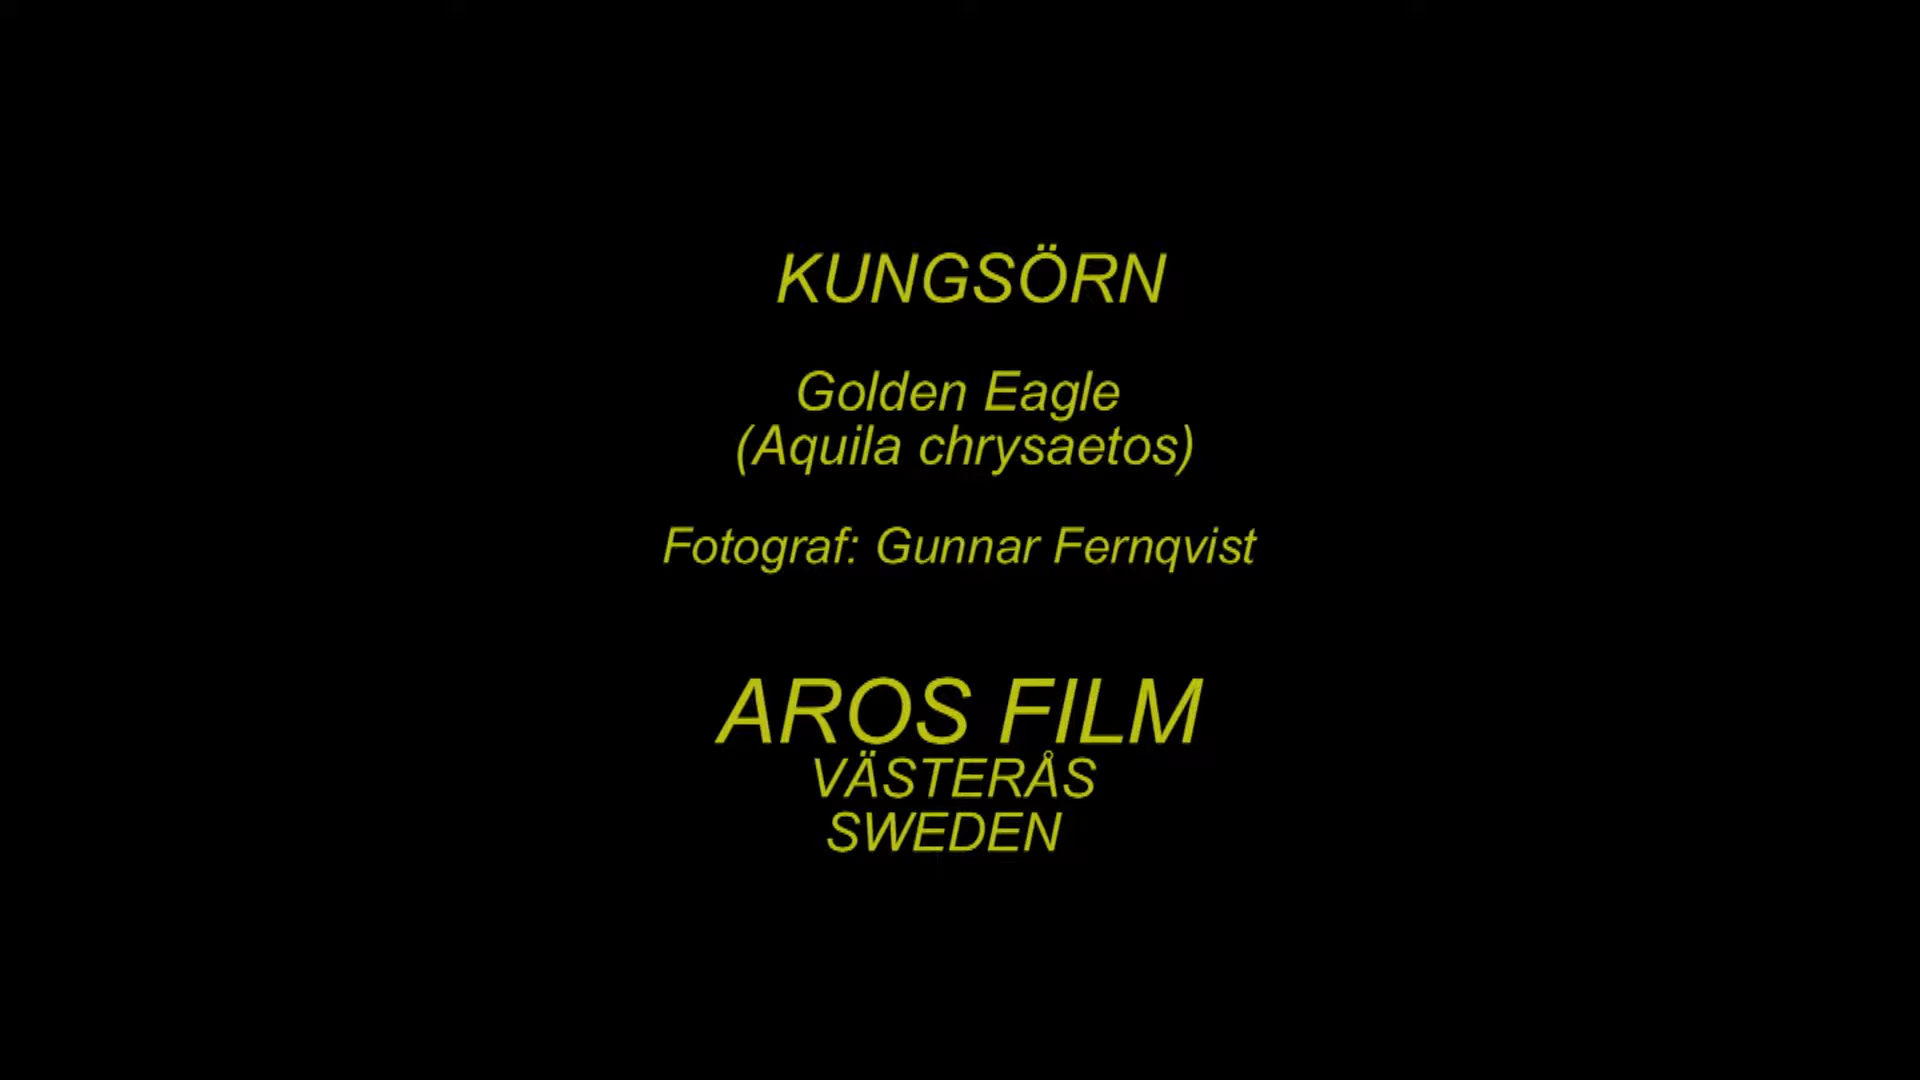 KUNGSÖRN
Golden Eagle
(Aquila chrysaetos)
Fotograf: Gunnar Fernqvist
AROS FILM
VÄSTERÅS
SWEDEN